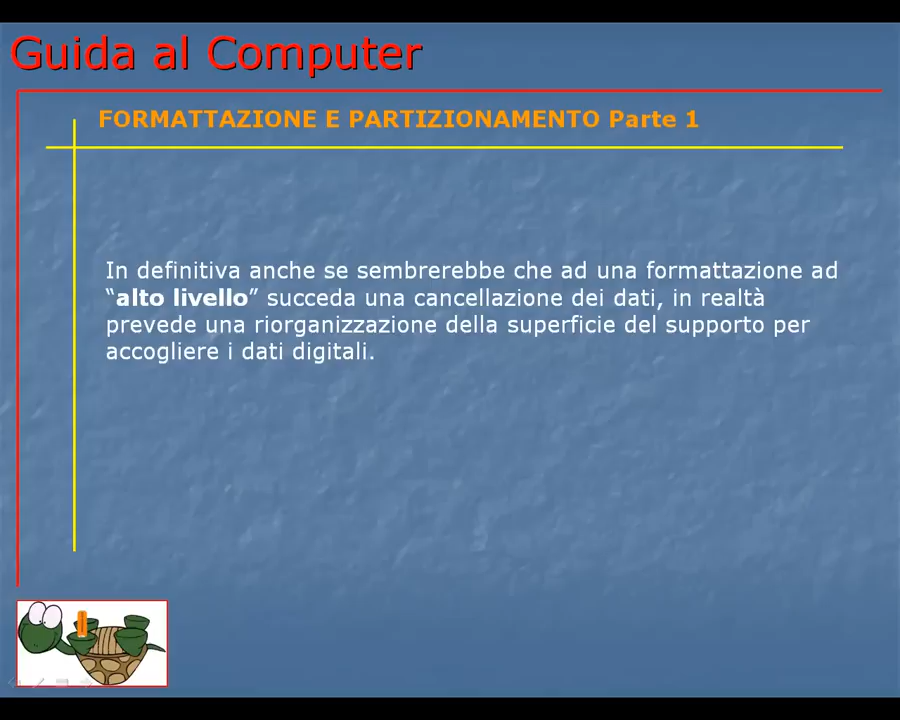 Guida al Computer
FORMATTAZIONE E PARTIZIONAMENTO Parte 1
In definitiva anche se sembrerebbe che ad una formattazione ad
“alto livello” succeda una cancellazione dei dati, in realtà
prevede una riorganizzazione della superficie del supporto per
accogliere i dati digitali.